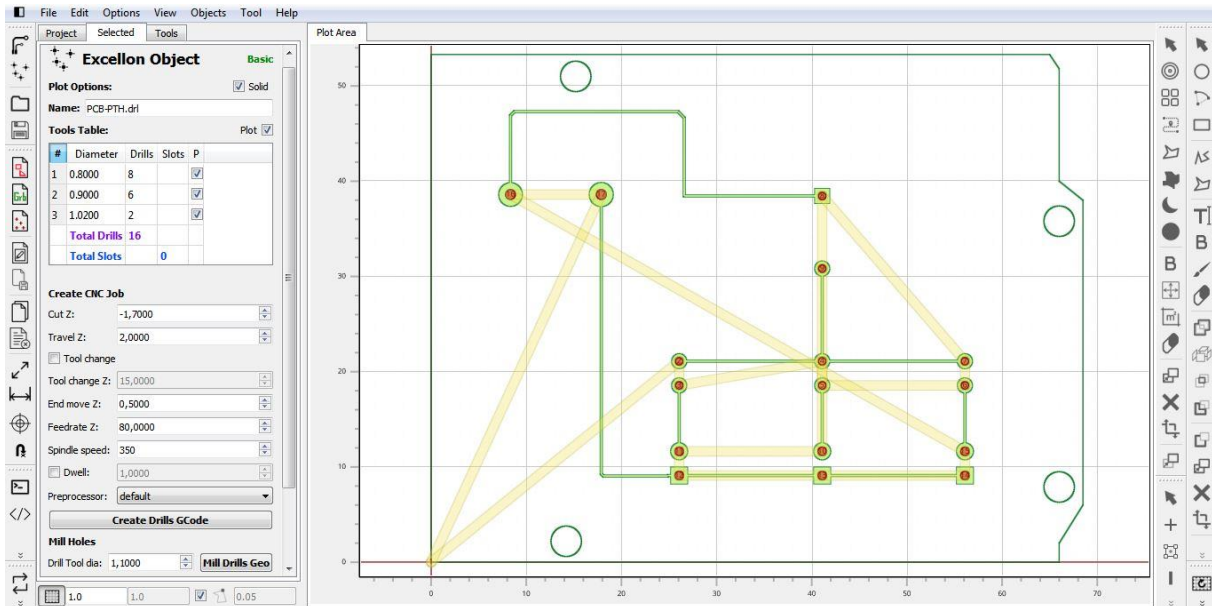 File Edit Options View Objects Tool Help
Project Selected Tools
Plot Area
Excellon Object Basic
Plot Options: Solid
Name: PCB-PTH.drl
Tools Table: Plot
# Diameter Drills Slots P
1 0.8000 8
2 0.9000 6
3 1.0200 2
Total Drills 16
Total Slots 0
Create CNC Job
Cut Z: -1,7000
Travel Z: 2,0000
Tool change
Tool change Z: 15,0000
End move Z: 0,5000
Feedrate Z: 80,0000
Spindle speed: 350
Dwell: 1,0000
Preprocessor: default
Create Drills GCode
Mill Holes
Drill Tool dia: 1,1000 Mill Drills Geo
1.0 1.0 0.05
50
40
30
20
10
0
0 10 20 30 40 50 60 70
Grb
B
T
B